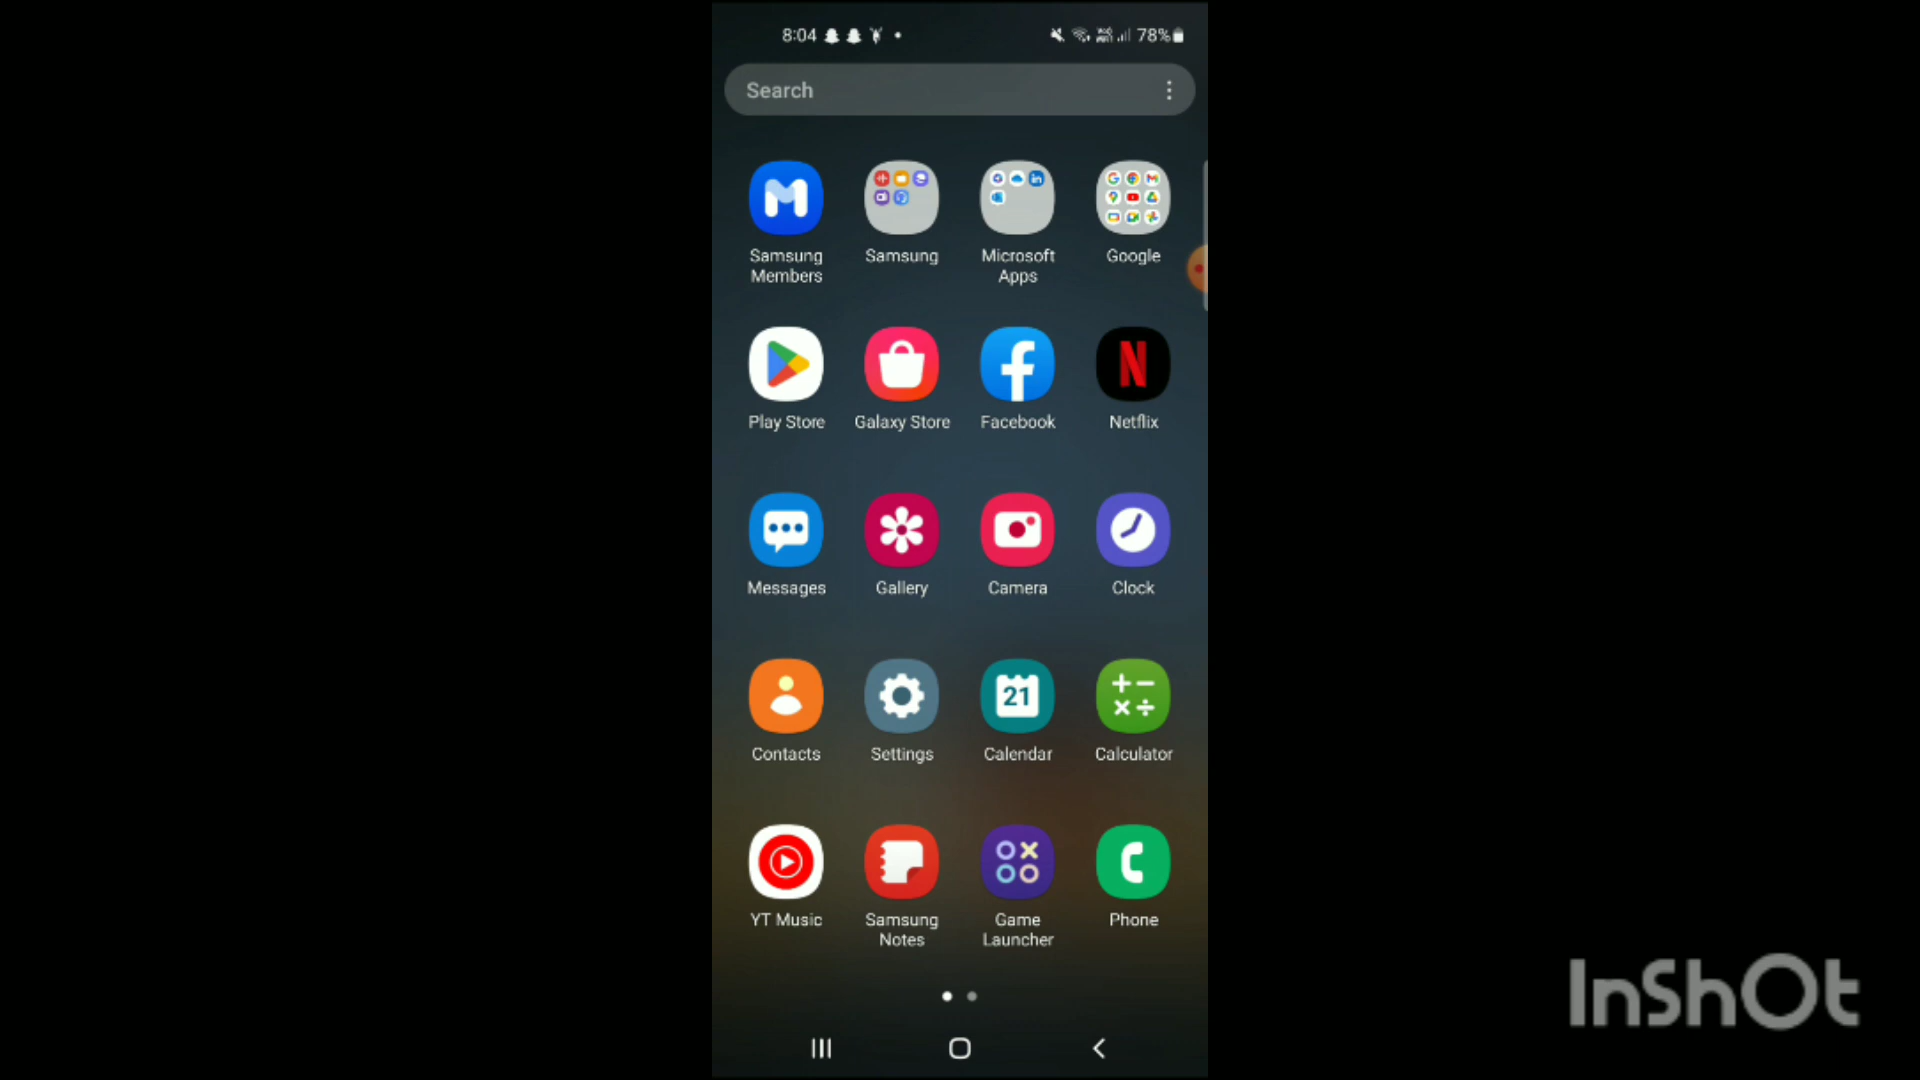 8:04 78%
Search
Samsung Members
Samsung
Microsoft Apps
Google
Play Store
Galaxy Store
Facebook
Netflix
Messages
Gallery
Camera
Clock
Contacts
Settings
21
Calendar
Calculator
YT Music
Samsung Notes
Game Launcher
Phone
InShOt